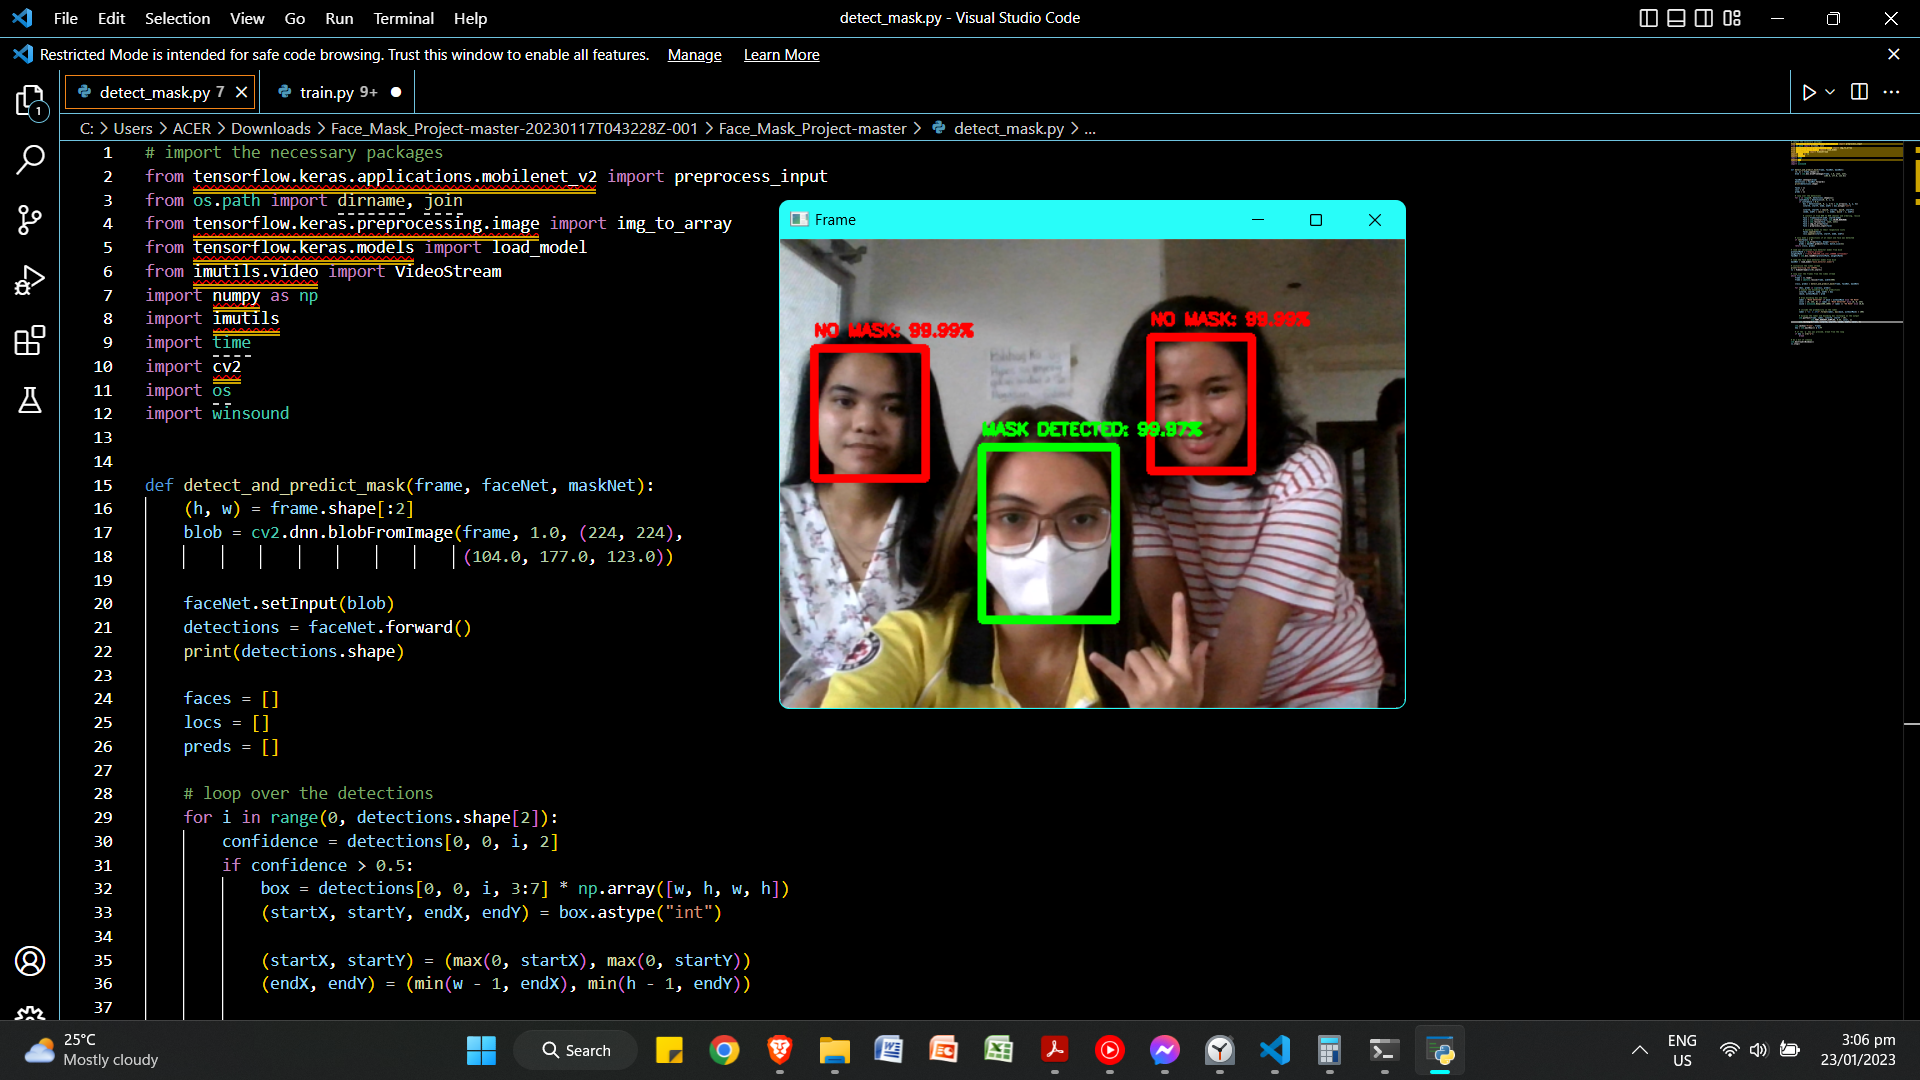 File Edit Selection View Go Run Terminal Help
detect_mask.py - Visual Studio Code
Restricted Mode is intended for safe code browsing. Trust this window to enable all features. Manage Learn More
1
detect_mask.py 7
train.py 9+
C: > Users > ACER > Downloads > Face_Mask_Project-master-20230117T043228Z-001 > Face_Mask_Project-master > detect_mask.py > ...
1 # import the necessary packages
2 from tensorflow.keras.applications.mobilenet_v2 import preprocess_input
3 from os.path import dirname, join
4 from tensorflow.keras.preprocessing.image import img_to_array
5 from tensorflow.keras.models import load_model
6 from imutils.video import VideoStream
7 import numpy as np
8 import imutils
9 import time
10 import cv2
11 import os
12 import winsound
13
14
15 def detect_and_predict_mask(frame, faceNet, maskNet):
16 (h, w) = frame.shape[:2]
17 blob = cv2.dnn.blobFromImage(frame, 1.0, (224, 224),
18 (104.0, 177.0, 123.0))
19
20 faceNet.setInput(blob)
21 detections = faceNet.forward()
22 print(detections.shape)
23
24 faces = []
25 locs = []
26 preds = []
27
28 # loop over the detections
29 for i in range(0, detections.shape[2]):
30 confidence = detections[0, 0, i, 2]
31 if confidence > 0.5:
32 box = detections[0, 0, i, 3:7] * np.array([w, h, w, h])
33 (startX, startY, endX, endY) = box.astype("int")
34
35 (startX, startY) = (max(0, startX), max(0, startY))
36 (endX, endY) = (min(w - 1, endX), min(h - 1, endY))
37
Frame
NO MASK: 99.99%
NO MASK: 99.99%
MASK DETECTED: 99.97%
25°C
Mostly cloudy
Search
ENG
US
3:06 pm
23/01/2023